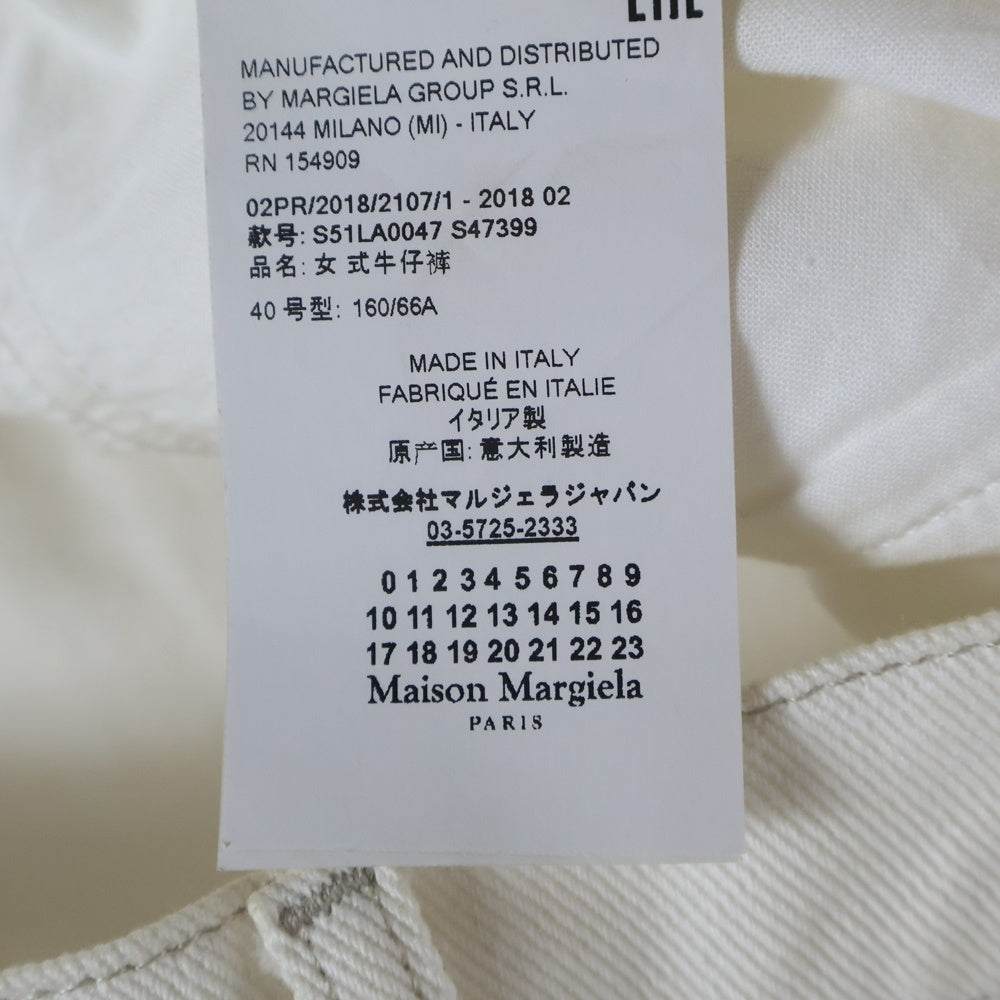 MANUFACTURED AND DISTRIBUTED
BY MARGIELA GROUP S.R.L.
20144 MILANO (MI) - ITALY
RN 154909
02PR/2018/2107/1 - 2018 02
款号: S51LA0047 S47399
品名: 女 式牛仔裤
40 号型: 160/66A
MADE IN ITALY
FABRIQUÉ EN ITALIE
イタリア製
原产国: 意大利製造
株式会社マルジェラジャパン
03-5725-2333
0 1 2 3 4 5 6 7 8 9
10 11 12 13 14 15 16
17 18 19 20 21 22 23
Maison Margiela
PARIS